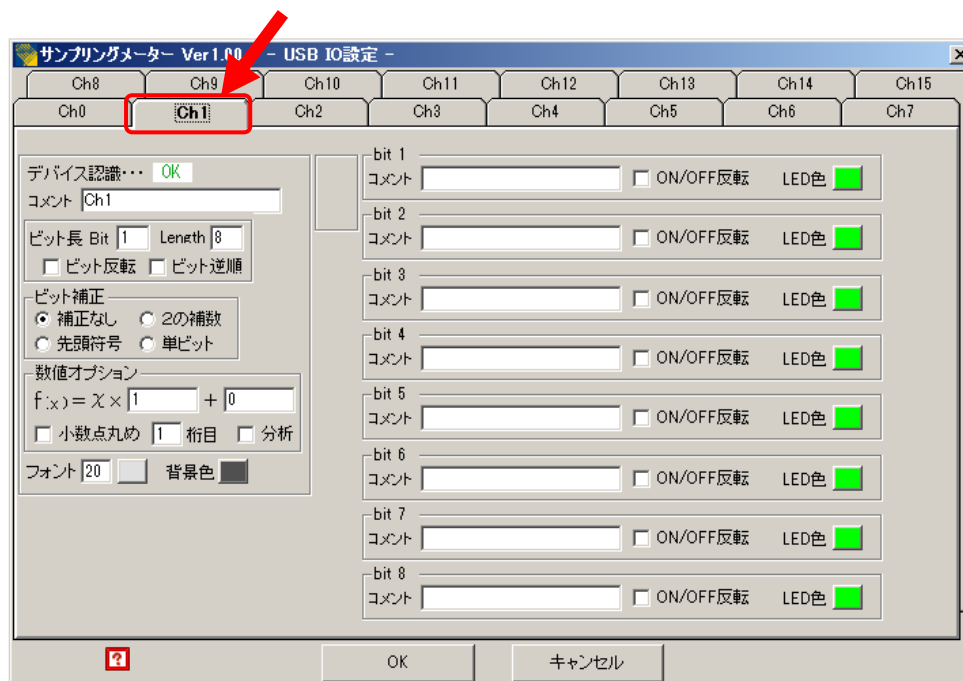 サンプリングメーター Ver1.00 - USB IO設定 -
Ch8 Ch9 Ch10 Ch11 Ch12 Ch13 Ch14 Ch15
Ch0 Ch1 Ch2 Ch3 Ch4 Ch5 Ch6 Ch7
デバイス認識・・・ OK
コメント Ch1
ビット長 Bit 1 Length 8
ビット反転 ビット逆順
ビット補正
補正なし 2の補数
先頭符号 単ビット
数値オプション
f(x)=χ× 1 + 0
小数点丸め 1 桁目 分析
フォント 20 背景色
bit 1
コメント ON/OFF反転 LED色
bit 2
コメント ON/OFF反転 LED色
bit 3
コメント ON/OFF反転 LED色
bit 4
コメント ON/OFF反転 LED色
bit 5
コメント ON/OFF反転 LED色
bit 6
コメント ON/OFF反転 LED色
bit 7
コメント ON/OFF反転 LED色
bit 8
コメント ON/OFF反転 LED色
? OK キャンセル